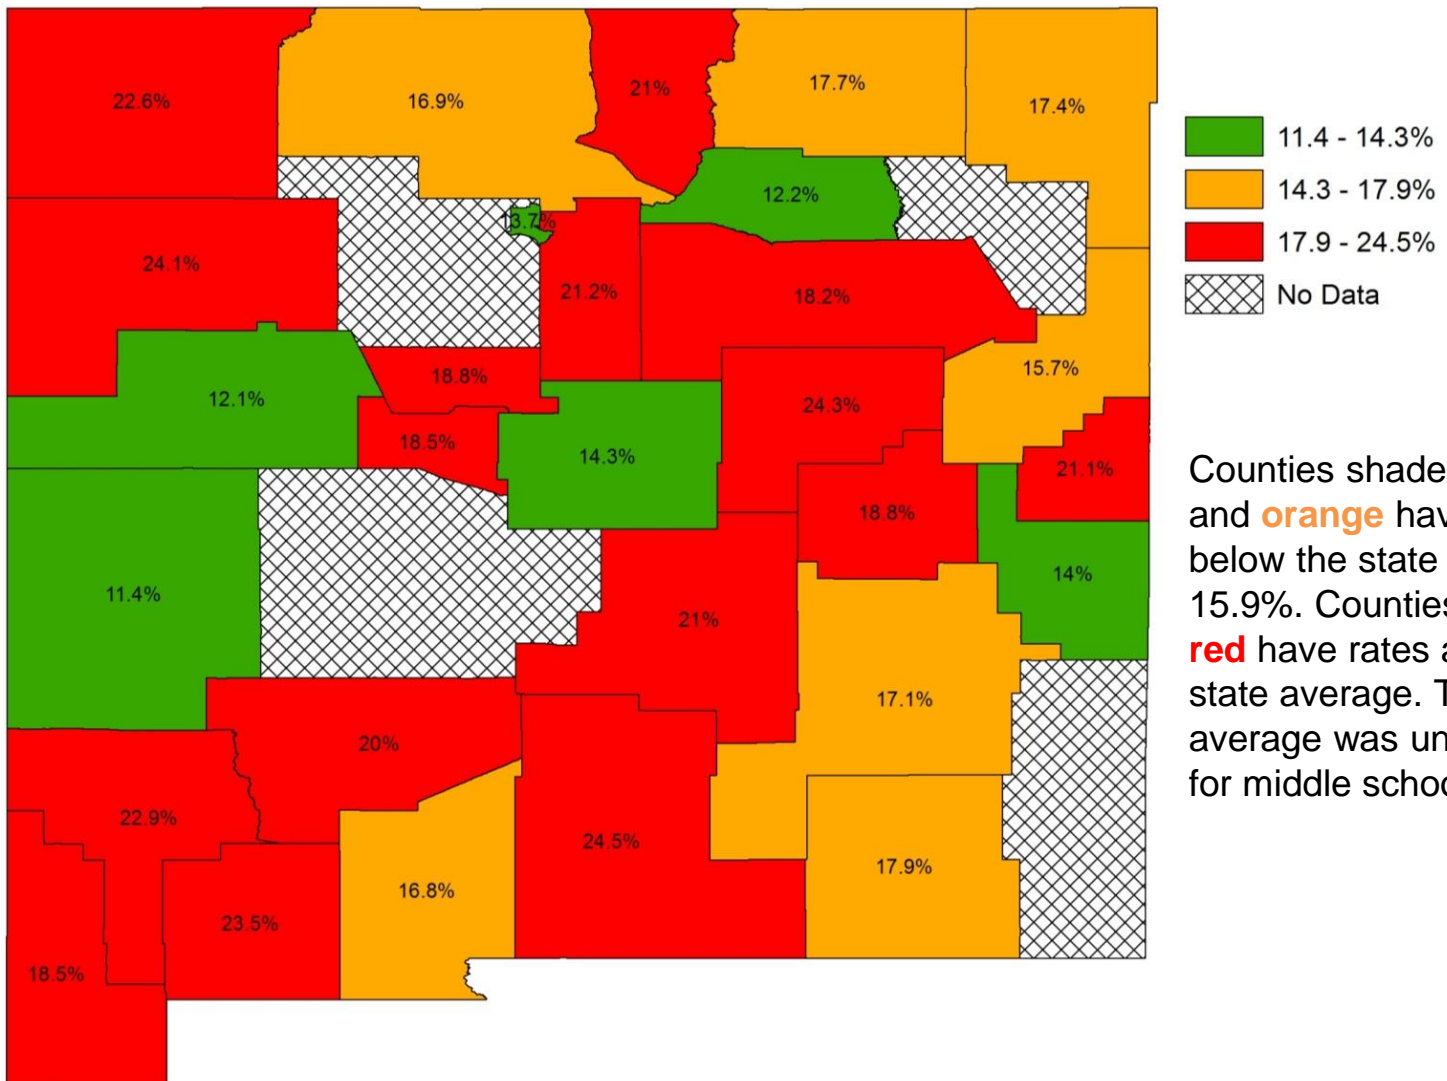 22.6%
16.9%
21%
17.7%
17.4%
12.2%
13.7%
24.1%
21.2%
18.2%
18.8%
12.1%
18.5%
14.3%
24.3%
15.7%
21.1%
18.8%
14%
11.4%
21%
17.1%
20%
22.9%
24.5%
17.9%
16.8%
23.5%
18.5%
11.4 - 14.3%
14.3 - 17.9%
17.9 - 24.5%
No Data
Counties shade
and orange hav
below the state
15.9%. Counties
red have rates a
state average. T
average was un
for middle schoo